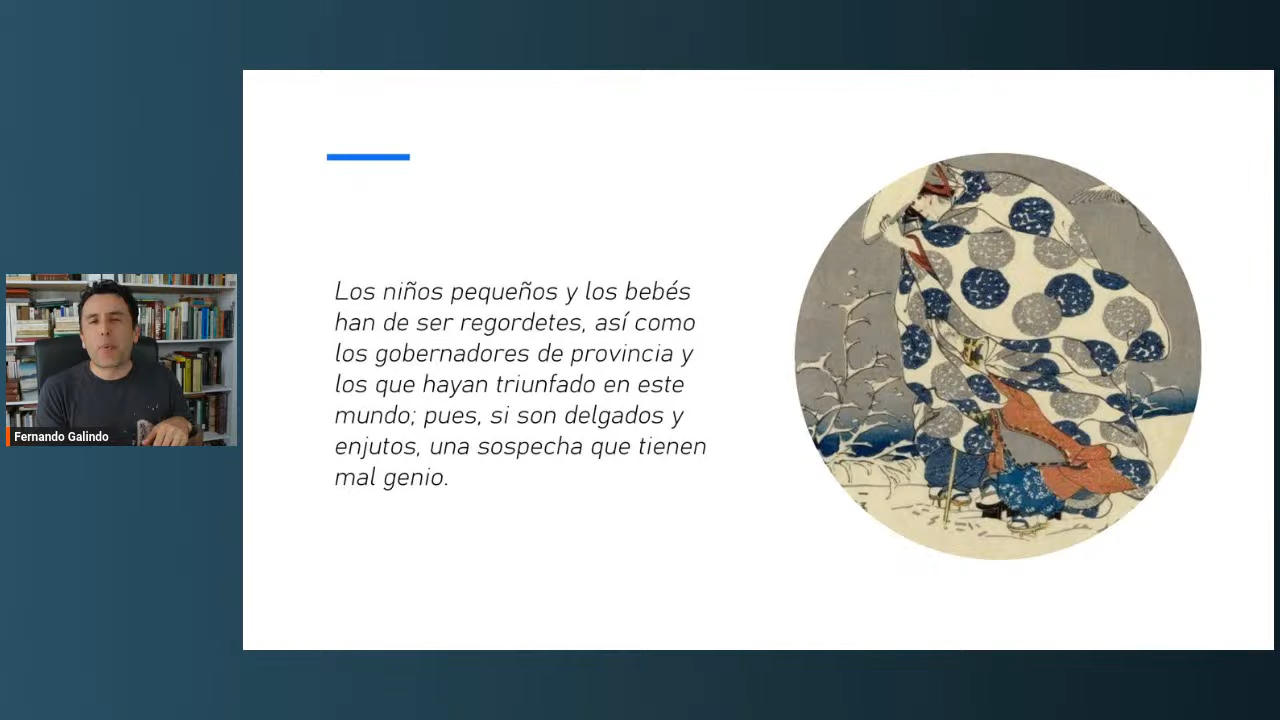 Los niños pequeños y los bebés
han de ser regordetes, así como
los gobernadores de provincia y
los que hayan triunfado en este
mundo; pues, si son delgados y
enjutos, una sospecha que tienen
mal genio.
Fernando Galindo